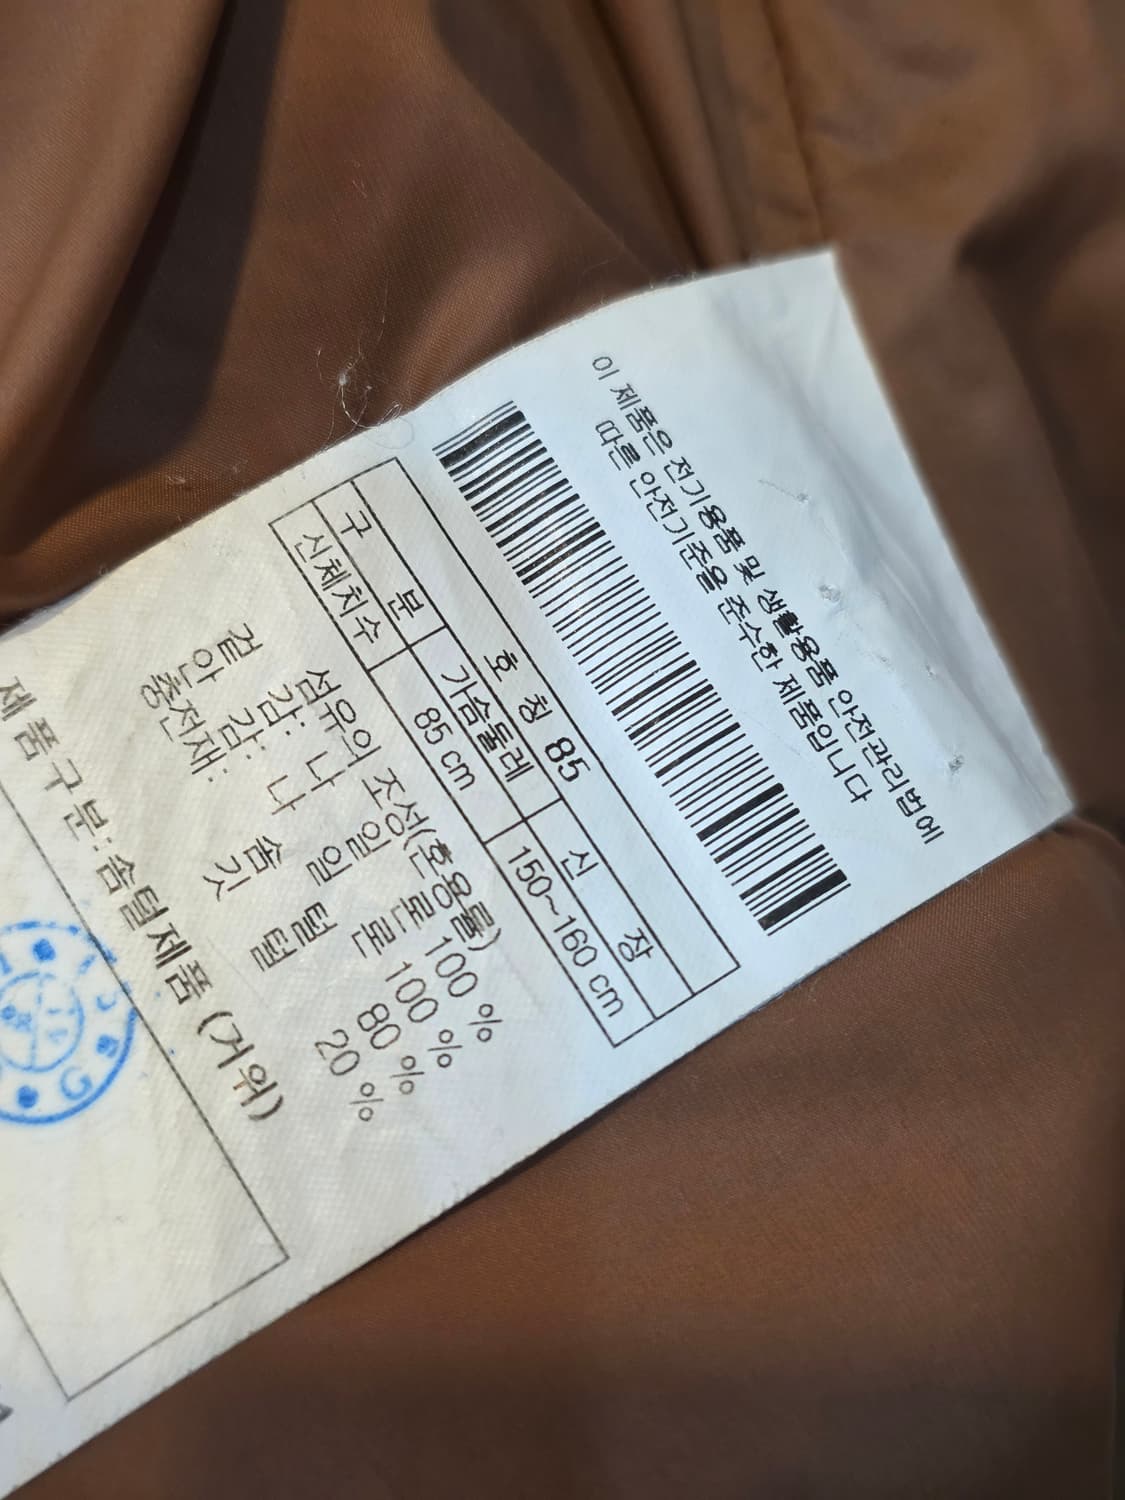 이 제품은 전기용품 및 생활용품 안전관리법에
따른 안전기준을 준수한 제품입니다
호 칭 85
구 분 가슴둘레 신 장
신체치수 85 cm 150~160 cm
섬유의 조성(혼용률)
겉 감: 나 일 론 100 %
안 감: 나 일 론 100 %
충전재: 솜 털 80 %
깃 털 20 %
제품구분:솜털제품 (거위)
G